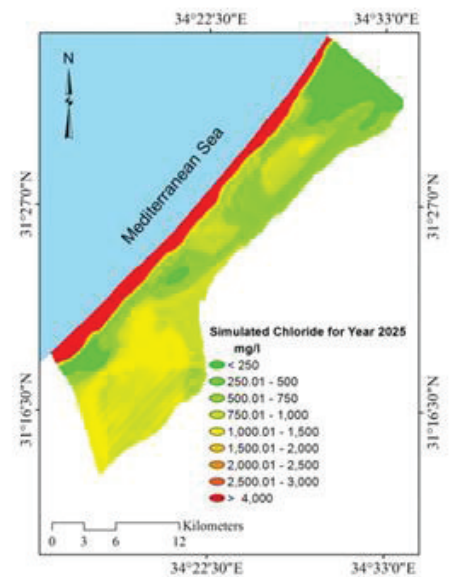 34°22'30"E 34°33'0"E
N
Mediterranean Sea
31°27'0"N 31°27'0"N
Simulated Chloride for Year 2025
mg/l
< 250
250.01 - 500
500.01 - 750
750.01 - 1,000
1,000.01 - 1,500
1,500.01 - 2,000
2,000.01 - 2,500
2,500.01 - 3,000
> 4,000
31°16'30"N 31°16'30"N
Kilometers
0 3 6 12
34°22'30"E 34°33'0"E